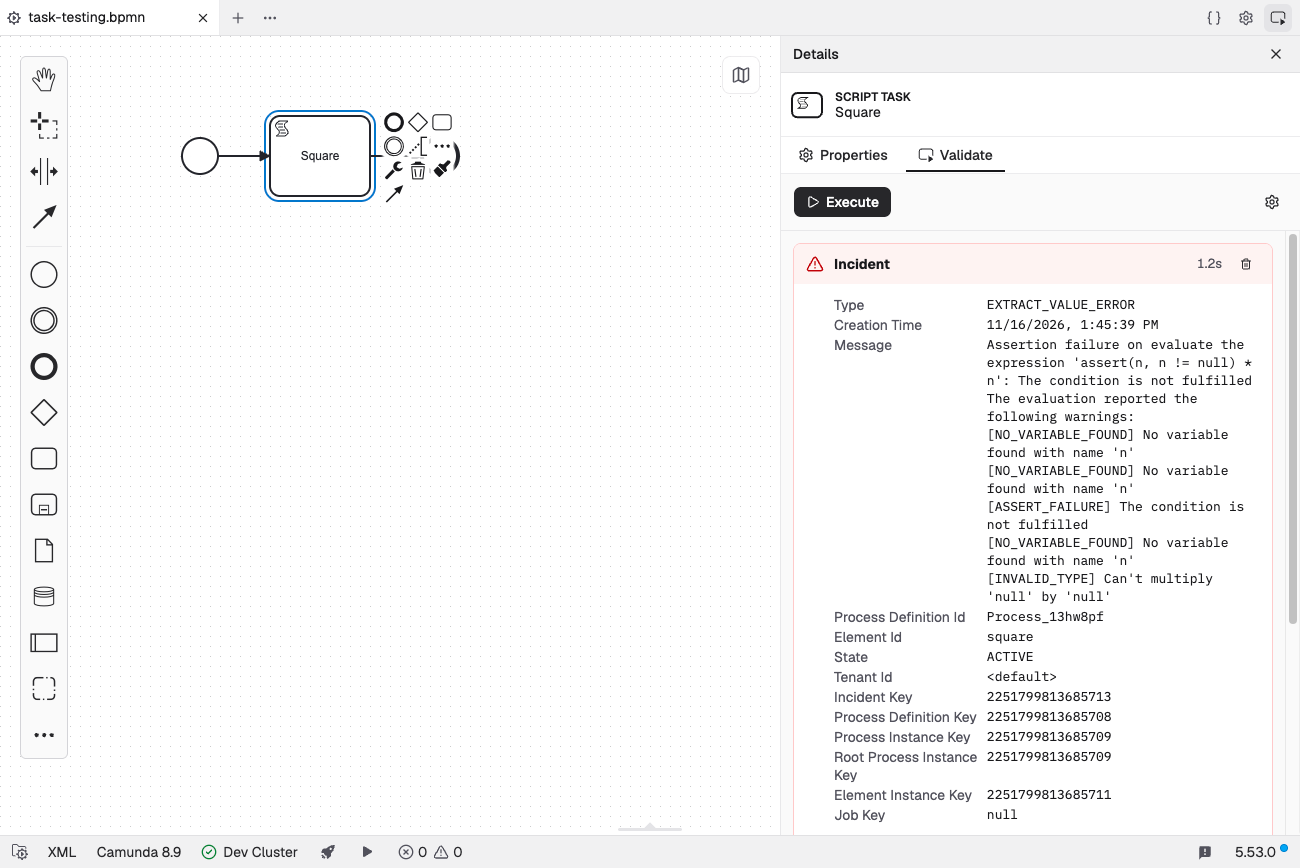 task-testing.bpmn
Details
SCRIPT TASK
Square
Square
Properties
Validate
Execute
Incident
1.2s
Type EXTRACT_VALUE_ERROR
Creation Time 11/16/2026, 1:45:39 PM
Message Assertion failure on evaluate the
expression 'assert(n, n != null) *
n': The condition is not fulfilled
The evaluation reported the
following warnings:
[NO_VARIABLE_FOUND] No variable
found with name 'n'
[NO_VARIABLE_FOUND] No variable
found with name 'n'
[ASSERT_FAILURE] The condition is
not fulfilled
[NO_VARIABLE_FOUND] No variable
found with name 'n'
[INVALID_TYPE] Can't multiply
'null' by 'null'
Process Definition Id Process_13hw8pf
Element Id square
State ACTIVE
Tenant Id <default>
Incident Key 2251799813685713
Process Definition Key 2251799813685708
Process Instance Key 2251799813685709
Root Process Instance 2251799813685709
Key
Element Instance Key 2251799813685711
Job Key null
XML Camunda 8.9 Dev Cluster 0 0 5.53.0